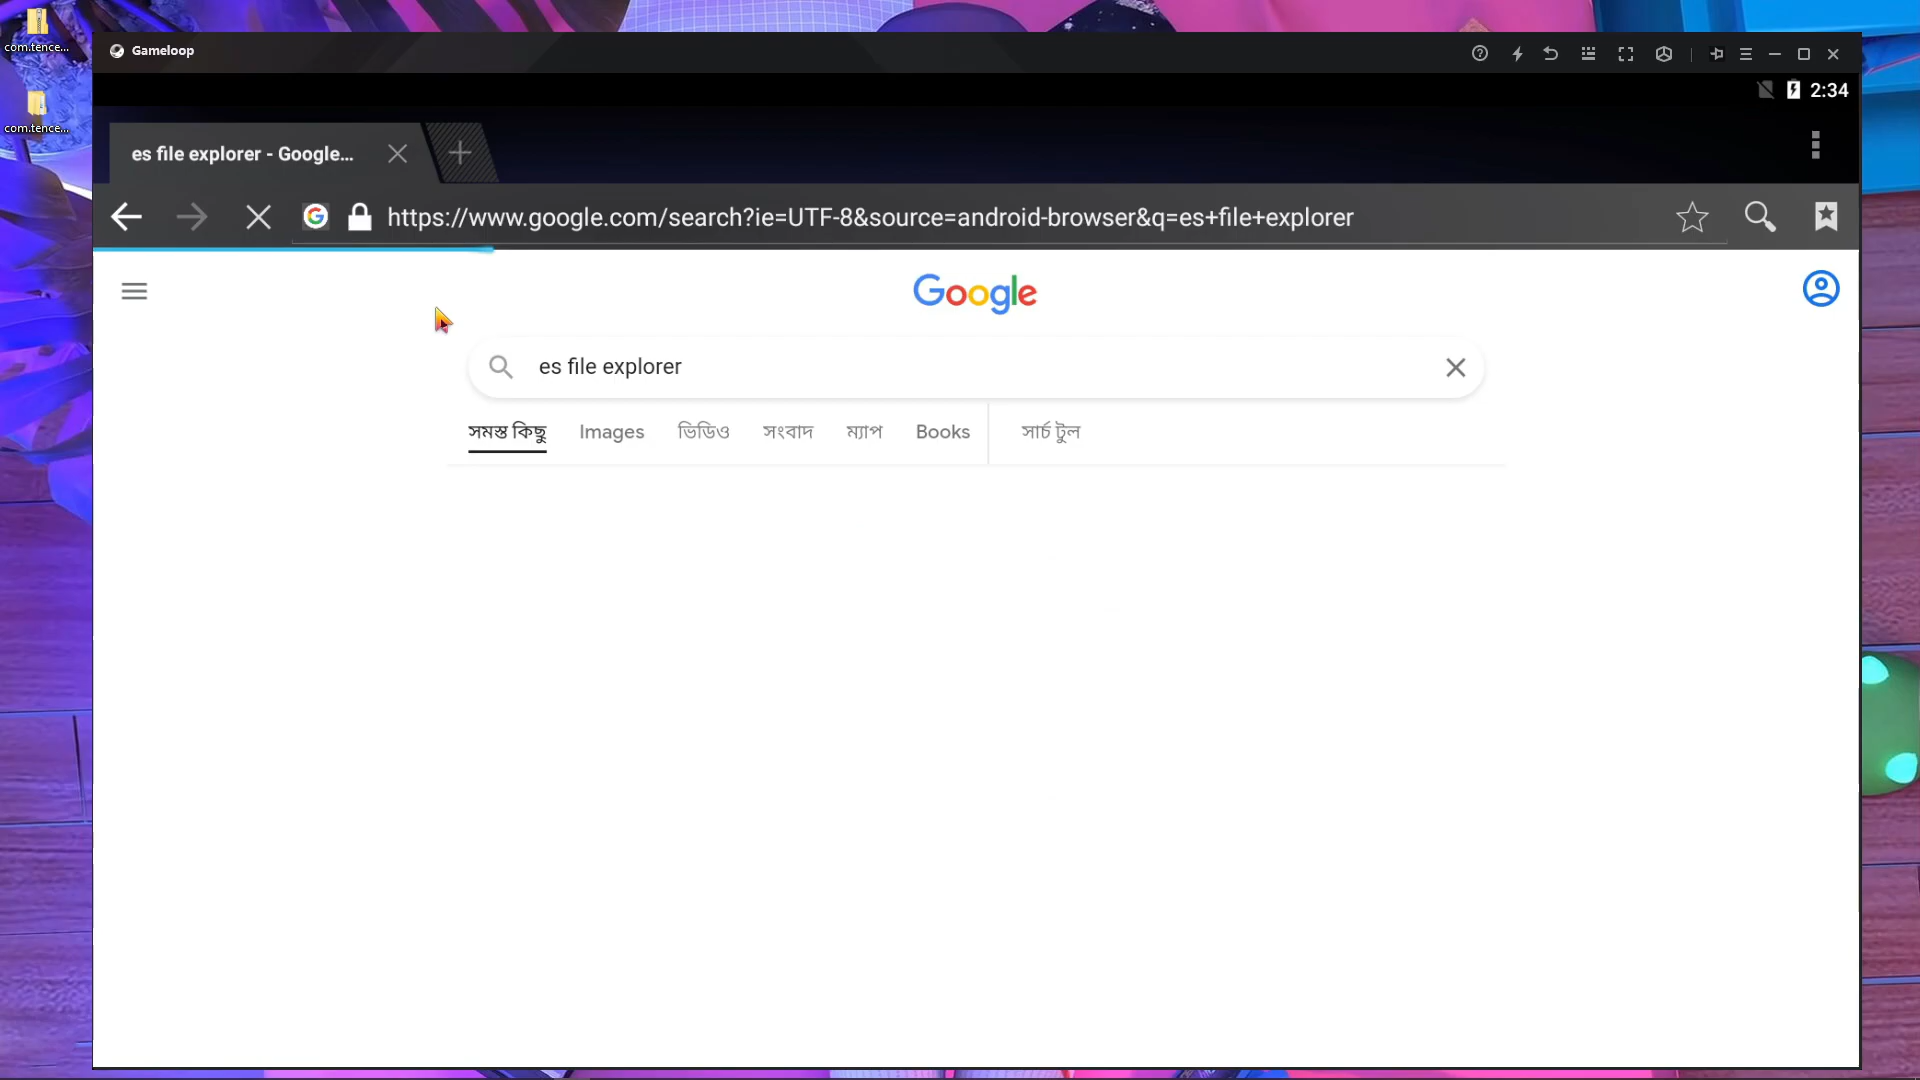 com.tence...
com.tence...
Gameloop
2:34
es file explorer - Google...
https://www.google.com/search?ie=UTF-8&source=android-browser&q=es+file+explorer
Google
es file explorer
সমস্ত কিছু Images ভিডিও সংবাদ ম্যাপ Books সার্চ টুল